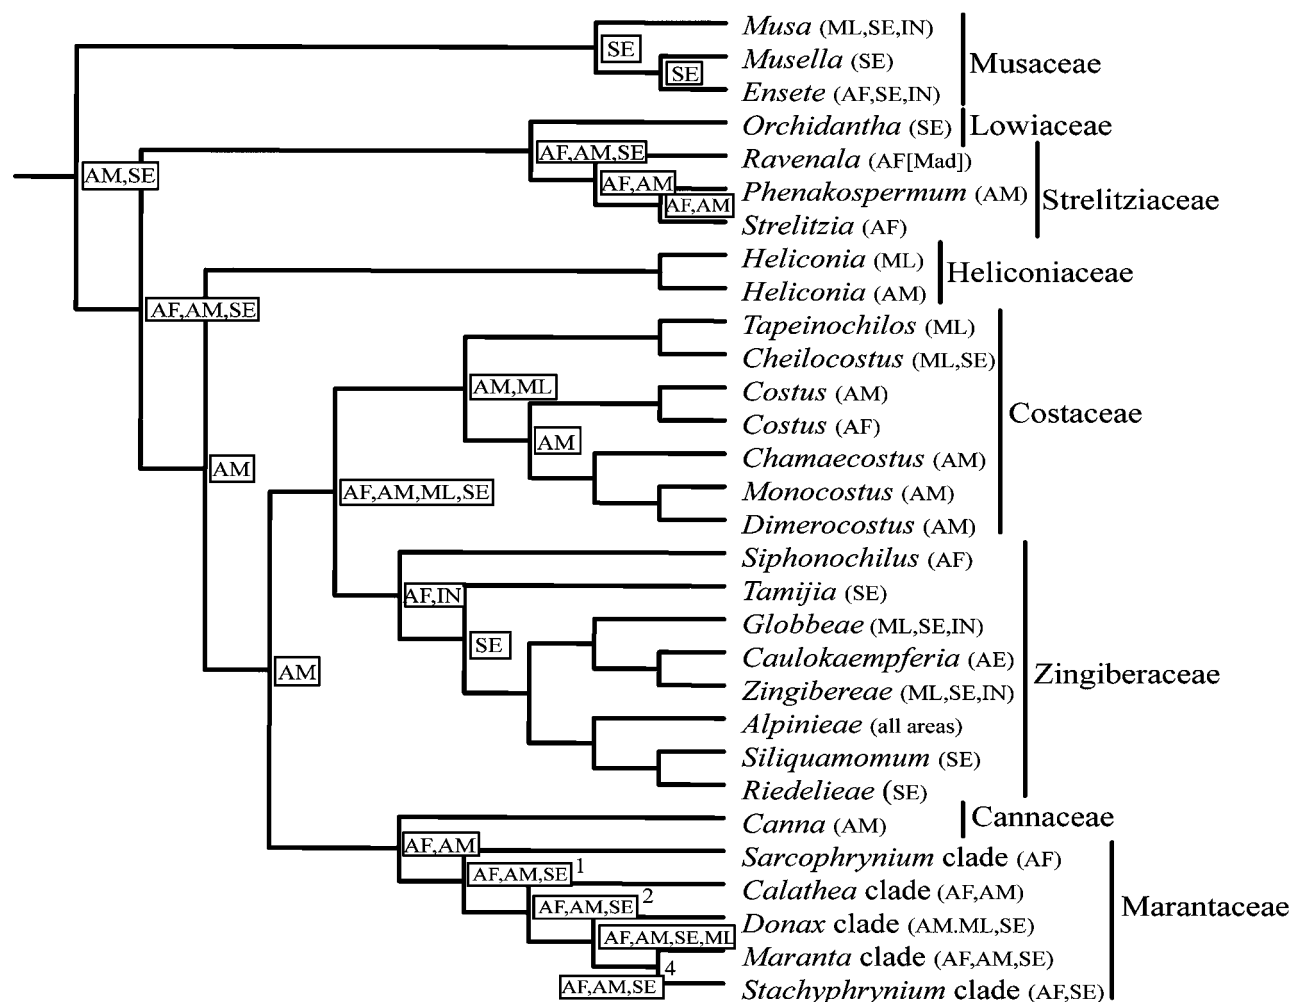 Musa (ML,SE,IN)
SE
Musella (SE)
SE
Musaceae
Ensete (AF,SE,IN)
Orchidantha (SE)
Lowiaceae
AF,AM,SE
Ravenala (AF[Mad])
AM,SE
AF,AM
Phenakospermum (AM)
AF,AM
Strelitziaceae
Strelitzia (AF)
Heliconia (ML)
Heliconiaceae
Heliconia (AM)
AF,AM,SE
Tapeinochilos (ML)
Cheilocostus (ML,SE)
AM,ML
Costus (AM)
Costaceae
Costus (AF)
AM
Chamaecostus (AM)
AM
AF,AM,ML,SE
Monocostus (AM)
Dimerocostus (AM)
Siphonochilus (AF)
AF,IN
Tamijia (SE)
Globbeae (ML,SE,IN)
SE
Caulokaempferia (AE)
AM
Zingiberaceae
Zingibereae (ML,SE,IN)
Alpinieae (all areas)
Siliquamomum (SE)
Riedelieae (SE)
Canna (AM)
Cannaceae
AF,AM
Sarcophrynium clade (AF)
AF,AM,SE 1
Calathea clade (AF,AM)
AF,AM,SE 2
Marantaceae
Donax clade (AM.ML,SE)
AF,AM,SE,ML
Maranta clade (AF,AM,SE)
4
AF,AM,SE
Stachyphrynium clade (AF,SE)